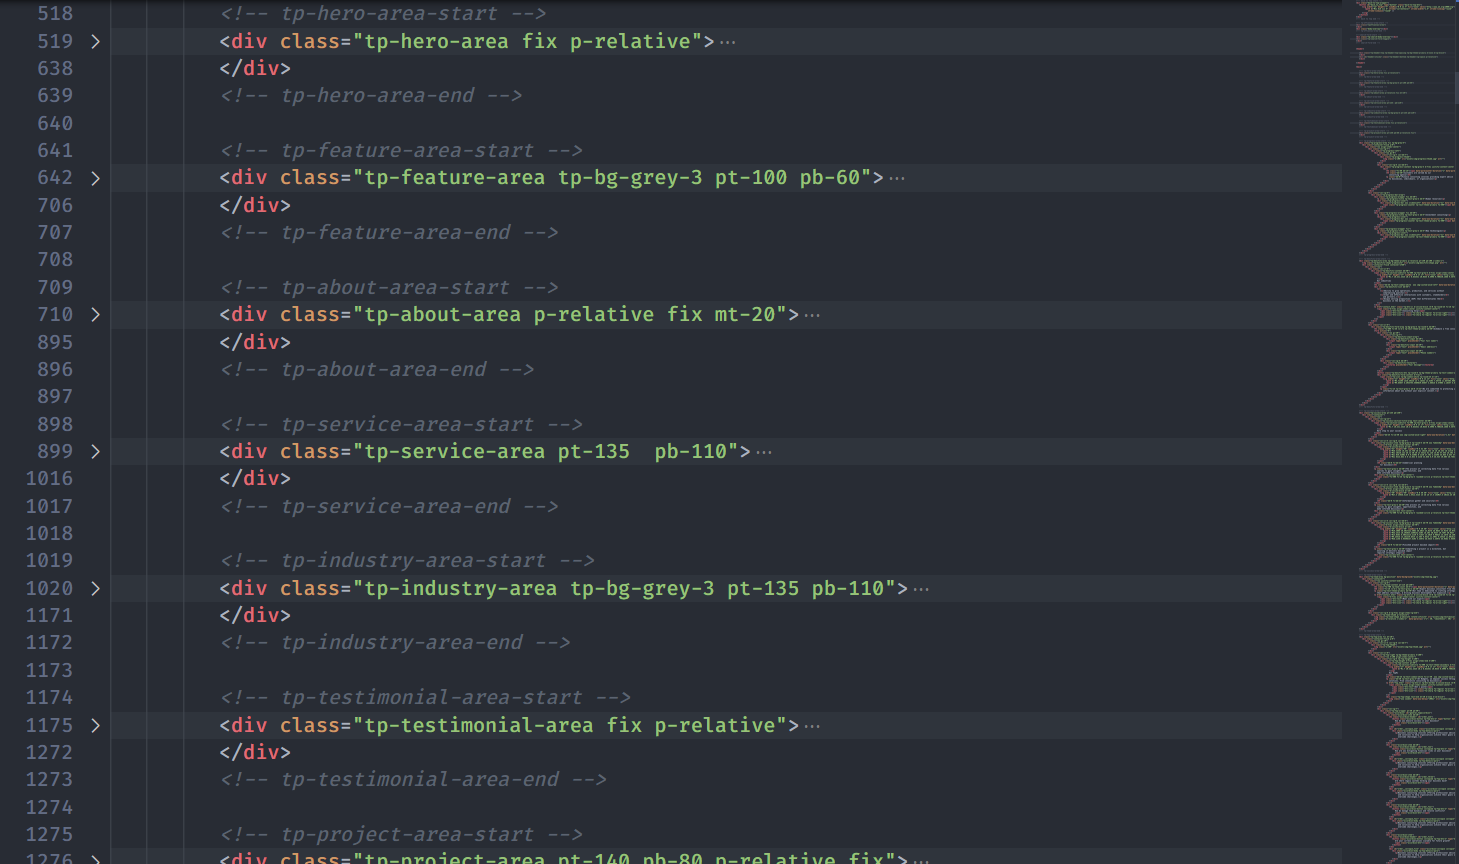 518 <!-- tp-hero-area-start -->
519 > <div class="tp-hero-area fix p-relative">…
638 </div>
639 <!-- tp-hero-area-end -->
640
641 <!-- tp-feature-area-start -->
642 > <div class="tp-feature-area tp-bg-grey-3 pt-100 pb-60">…
706 </div>
707 <!-- tp-feature-area-end -->
708
709 <!-- tp-about-area-start -->
710 > <div class="tp-about-area p-relative fix mt-20">…
895 </div>
896 <!-- tp-about-area-end -->
897
898 <!-- tp-service-area-start -->
899 > <div class="tp-service-area pt-135  pb-110">…
1016 </div>
1017 <!-- tp-service-area-end -->
1018
1019 <!-- tp-industry-area-start -->
1020 > <div class="tp-industry-area tp-bg-grey-3 pt-135 pb-110">…
1171 </div>
1172 <!-- tp-industry-area-end -->
1173
1174 <!-- tp-testimonial-area-start -->
1175 > <div class="tp-testimonial-area fix p-relative">…
1272 </div>
1273 <!-- tp-testimonial-area-end -->
1274
1275 <!-- tp-project-area-start -->
1276 > <div class="tp-project-area pt-140 pb-80 p-relative fix">…